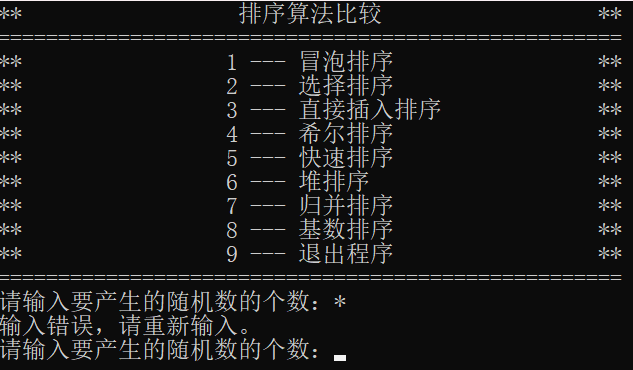 ** 排序算法比较 **
====================================================
** 1 --- 冒泡排序 **
** 2 --- 选择排序 **
** 3 --- 直接插入排序 **
** 4 --- 希尔排序 **
** 5 --- 快速排序 **
** 6 --- 堆排序 **
** 7 --- 归并排序 **
** 8 --- 基数排序 **
** 9 --- 退出程序 **
====================================================
请输入要产生的随机数的个数：*
输入错误，请重新输入。
请输入要产生的随机数的个数：